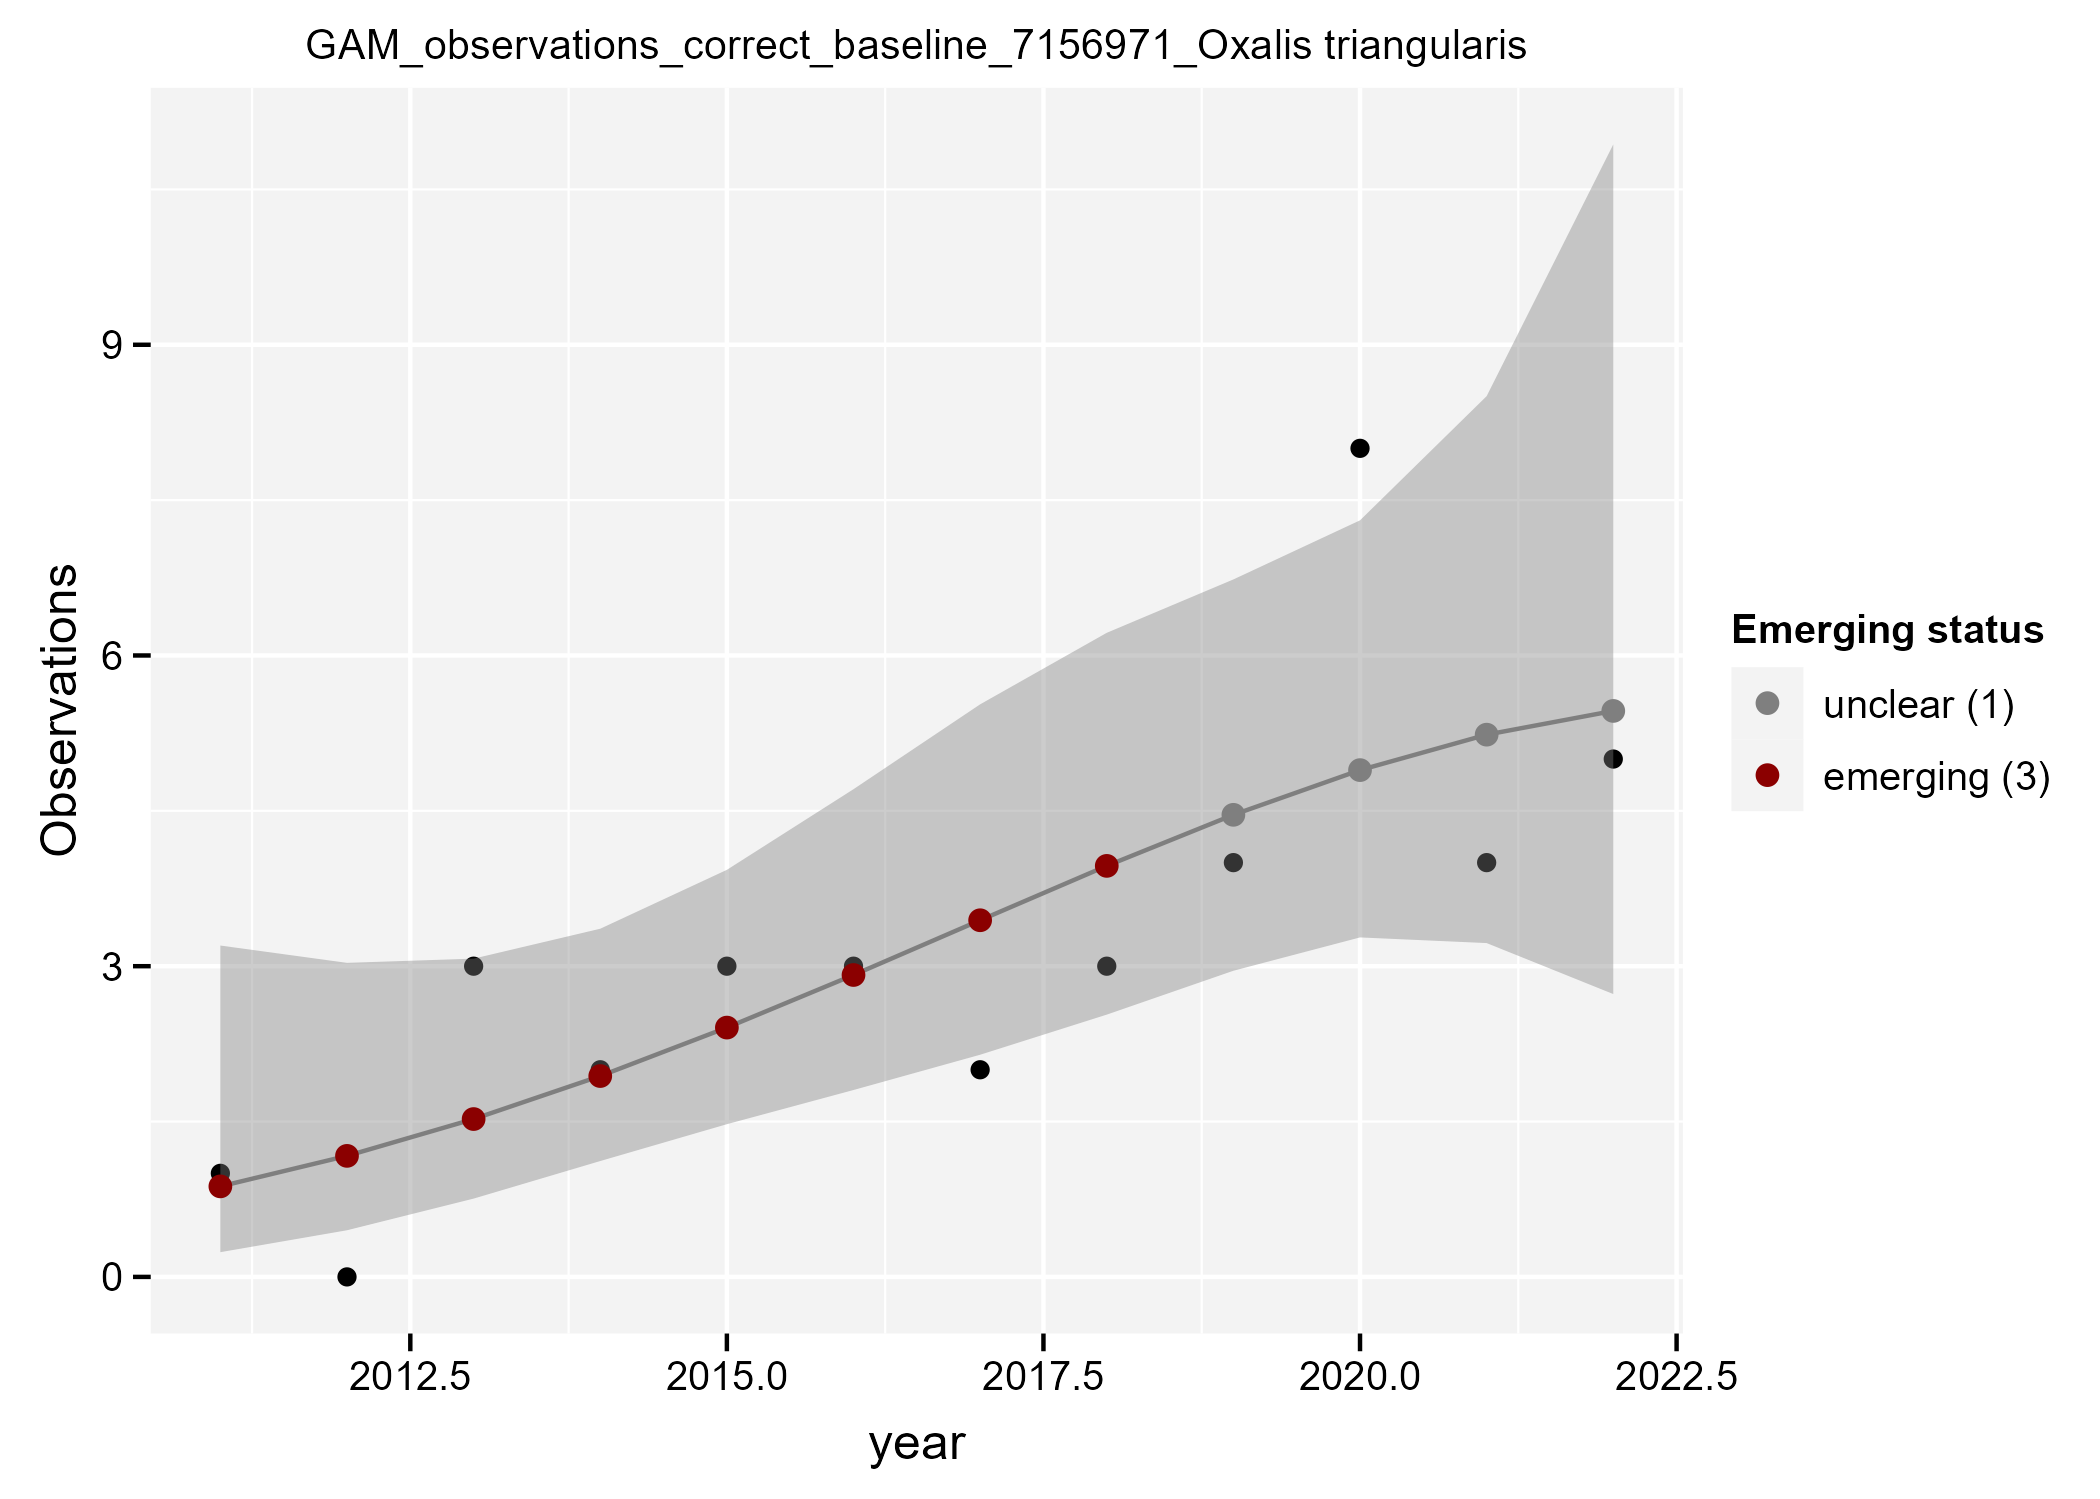 GAM_observations_correct_baseline_7156971_Oxalis triangularis
Observations
9
6
3
0
2012.5 2015.0 2017.5 2020.0 2022.5
year
Emerging status
unclear (1)
emerging (3)